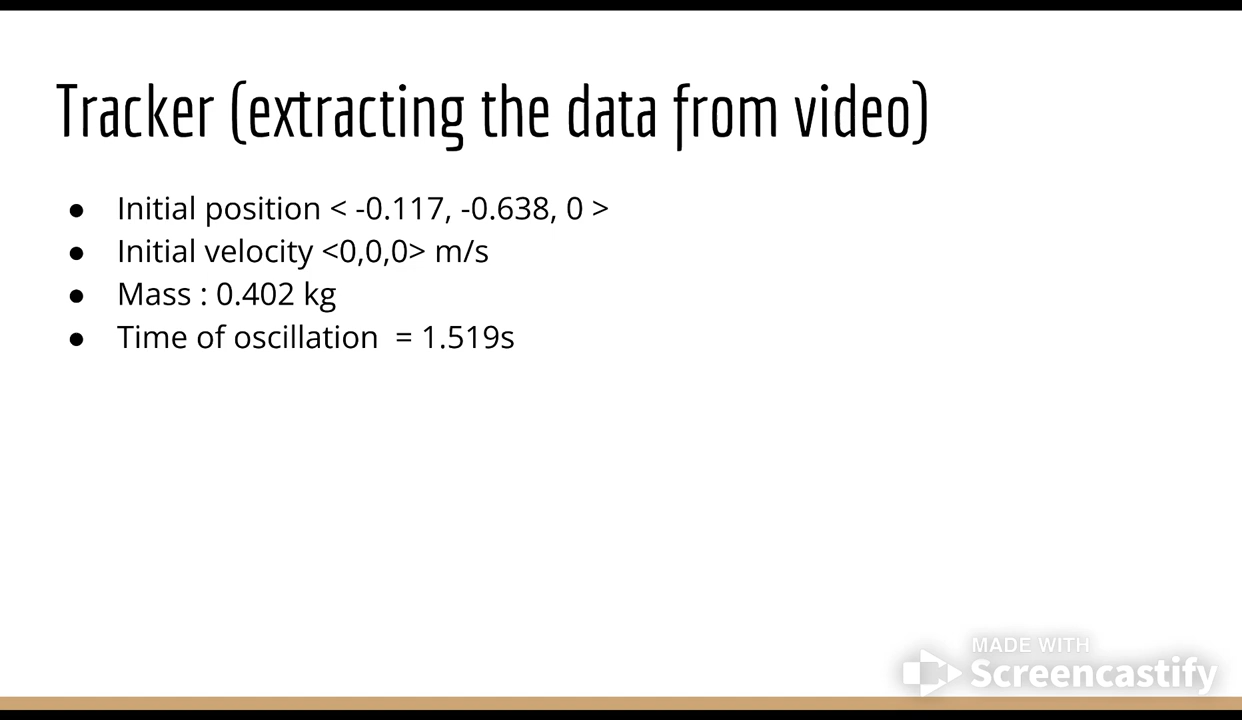 Tracker (extracting the data from video)
● Initial position < -0.117, -0.638, 0 >
● Initial velocity <0,0,0> m/s
● Mass : 0.402 kg
● Time of oscillation  = 1.519s
MADE WITH
Screencastify